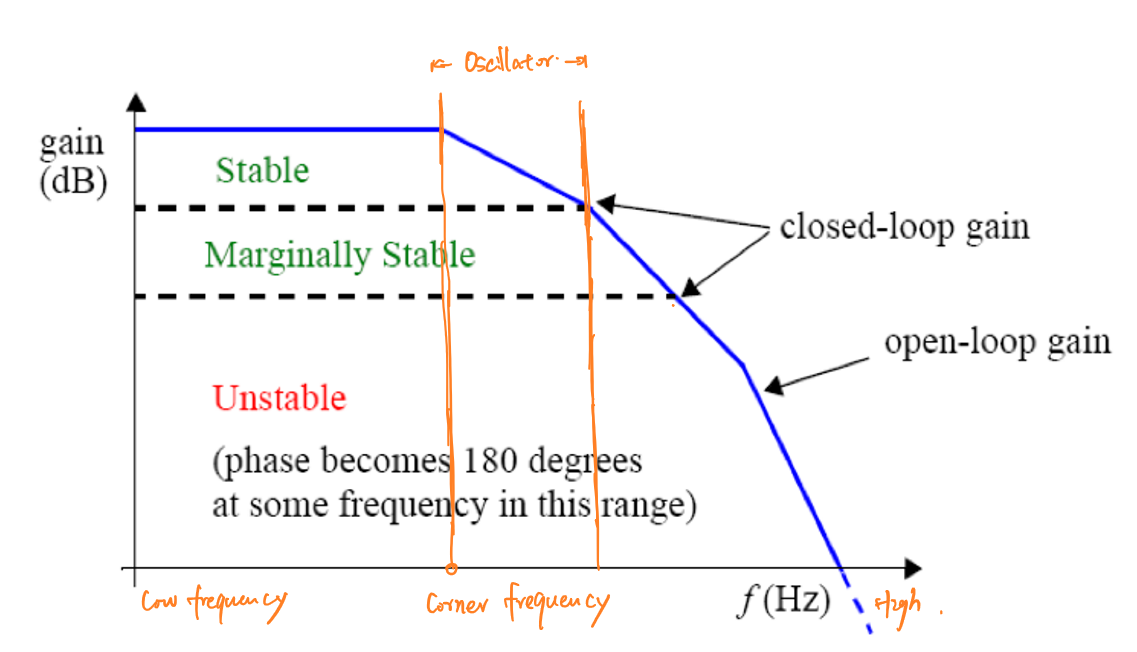 ← Oscillator →
gain
(dB)
Stable
closed-loop gain
Marginally Stable
open-loop gain
Unstable
(phase becomes 180 degrees
at some frequency in this range)
f(Hz)
Low frequency
Corner frequency
High .